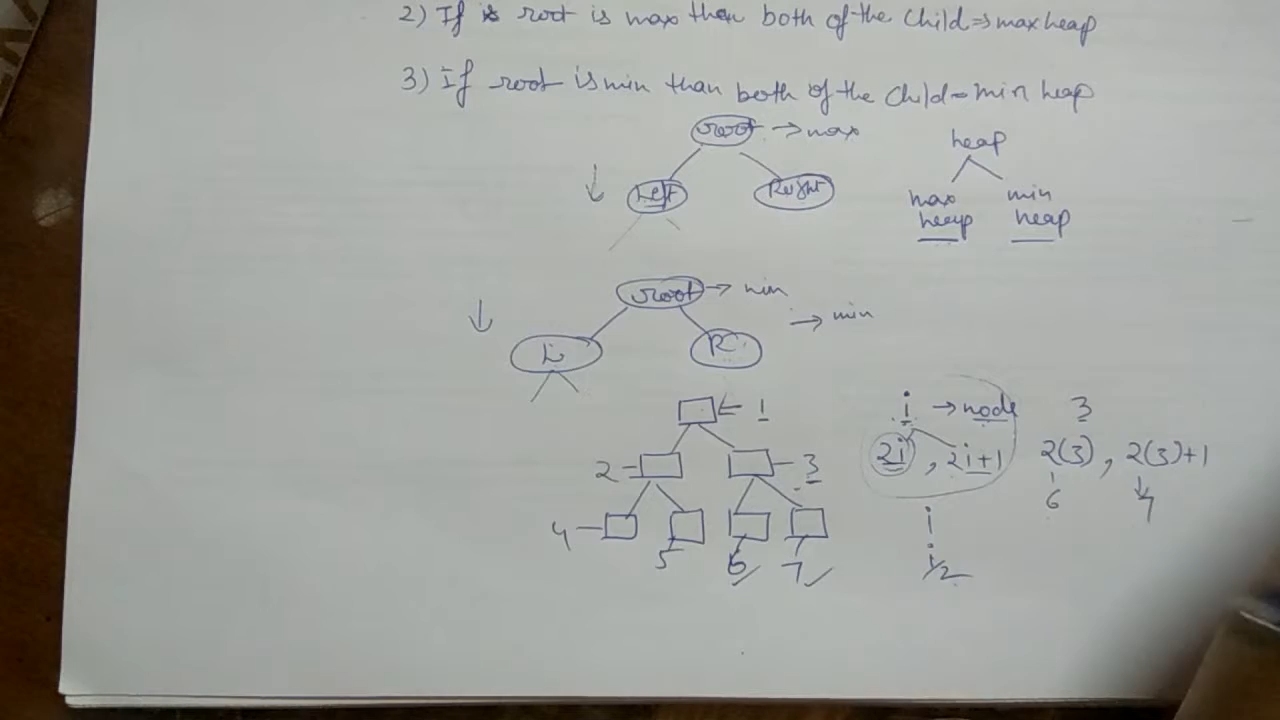 2) If is root is max than both of the child => max heap
3) If root is min than both of the child = min heap
root → max
heap
Left
Right
max heap
min heap
root → min
→ min
L
R
1
i → node
3
2
3
2i , 2i+1
2(3) , 2(3)+1
6
7
4
5
6
7
i
i/2